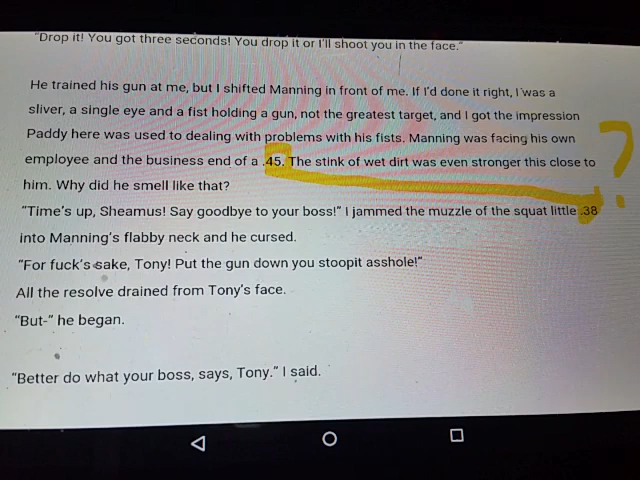 "Drop it! You got three seconds! You drop it or I'll shoot you in the face."
He trained his gun at me, but I shifted Manning in front of me. If I'd done it right, I was a
sliver, a single eye and a fist holding a gun, not the greatest target, and I got the impression
Paddy here was used to dealing with problems with his fists. Manning was facing his own
employee and the business end of a .45. The stink of wet dirt was even stronger this close to
him. Why did he smell like that?
"Time's up, Sheamus! Say goodbye to your boss!" I jammed the muzzle of the squat little .38
into Manning's flabby neck and he cursed.
"For fuck's sake, Tony! Put the gun down you stoopit asshole!"
All the resolve drained from Tony's face.
"But-" he began.
"Better do what your boss, says, Tony." I said.
?!